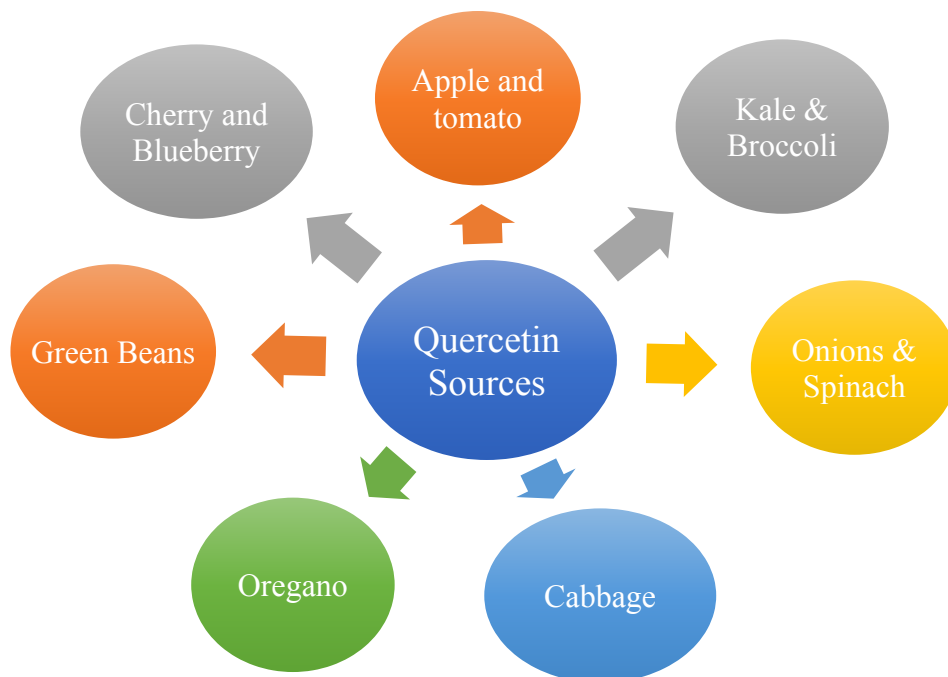 Apple and
tomato
Kale &
Broccoli
Cherry and
Blueberry
Quercetin
Sources
Green Beans
Onions &
Spinach
Oregano
Cabbage